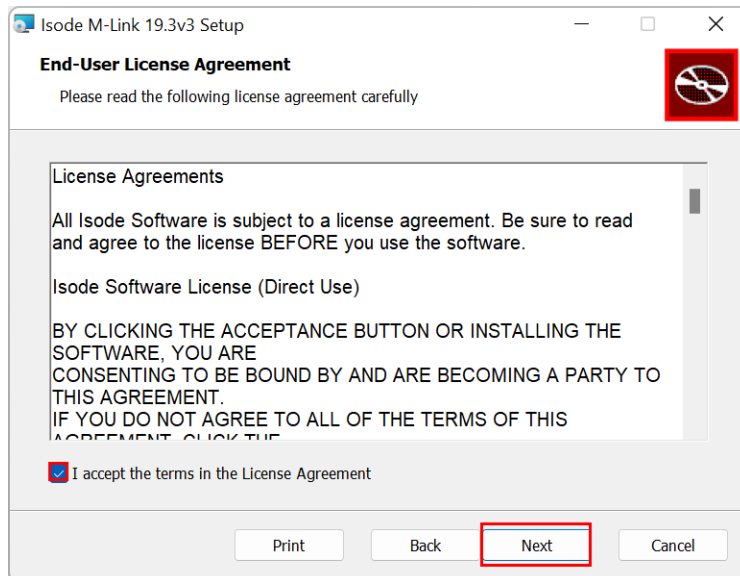 Isode M-Link 19.3v3 Setup
End-User License Agreement
Please read the following license agreement carefully
License Agreements
All Isode Software is subject to a license agreement. Be sure to read
and agree to the license BEFORE you use the software.
Isode Software License (Direct Use)
BY CLICKING THE ACCEPTANCE BUTTON OR INSTALLING THE
SOFTWARE, YOU ARE
CONSENTING TO BE BOUND BY AND ARE BECOMING A PARTY TO
THIS AGREEMENT.
IF YOU DO NOT AGREE TO ALL OF THE TERMS OF THIS
AGREEMENT, CLICK THE
I accept the terms in the License Agreement
Print Back Next Cancel